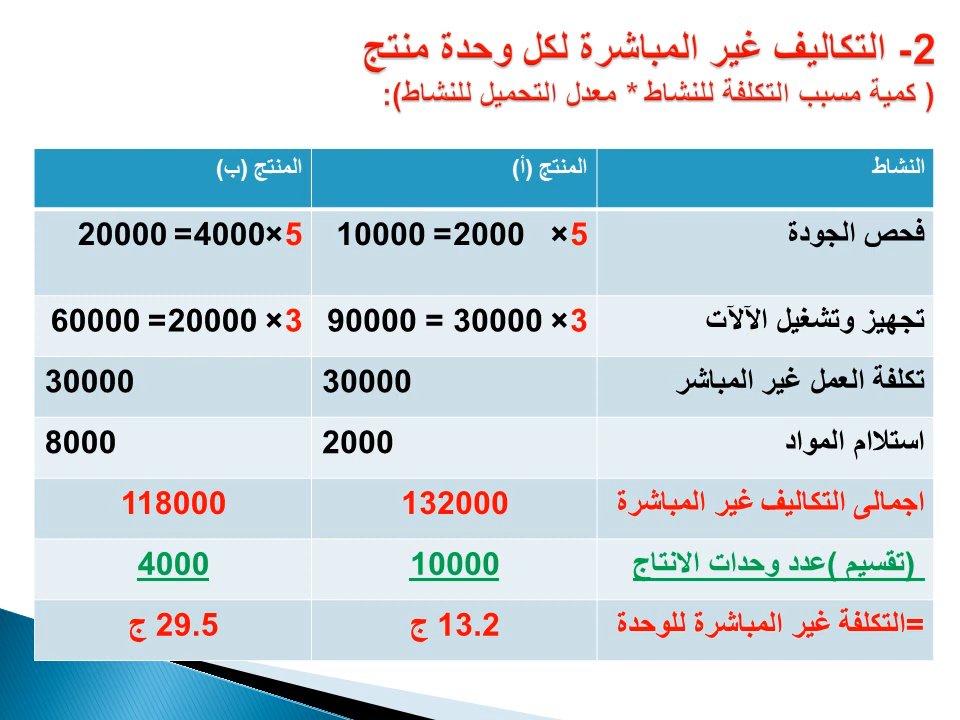 2- التكاليف غير المباشرة لكل وحدة منتج
( كمية مسبب التكلفة للنشاط * معدل التحميل للنشاط):
النشاط المنتج (أ) المنتج (ب)
فحص الجودة 5× 2000= 10000 5×4000= 20000
تجهيز وتشغيل الآلآت 3× 30000 = 90000 3× 20000= 60000
تكلفة العمل غير المباشر 30000 30000
استلاام المواد 2000 8000
اجمالى التكاليف غير المباشرة 132000 118000
(تقسيم )عدد وحدات الانتاج 10000 4000
=التكلفة غير المباشرة للوحدة 13.2 ج 29.5 ج